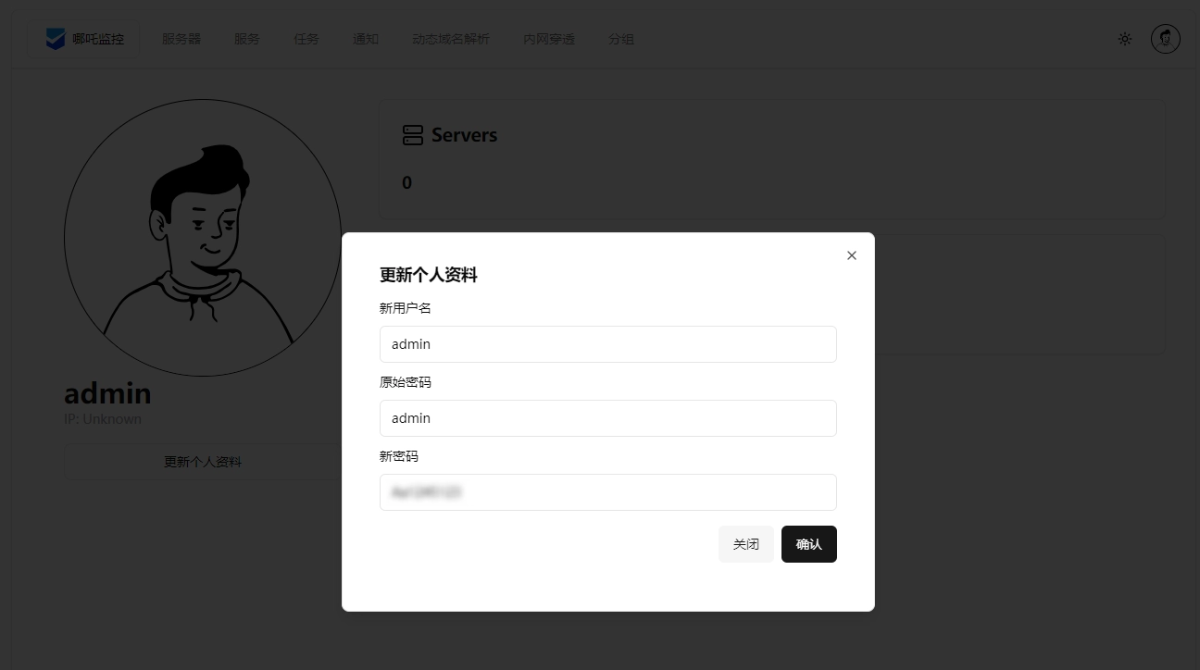 哪吒监控 服务器 服务 任务 通知 动态域名解析 内网穿透 分组
Servers
0
admin
IP: Unknown
更新个人资料
更新个人资料
新用户名
admin
原始密码
admin
新密码
关闭 确认